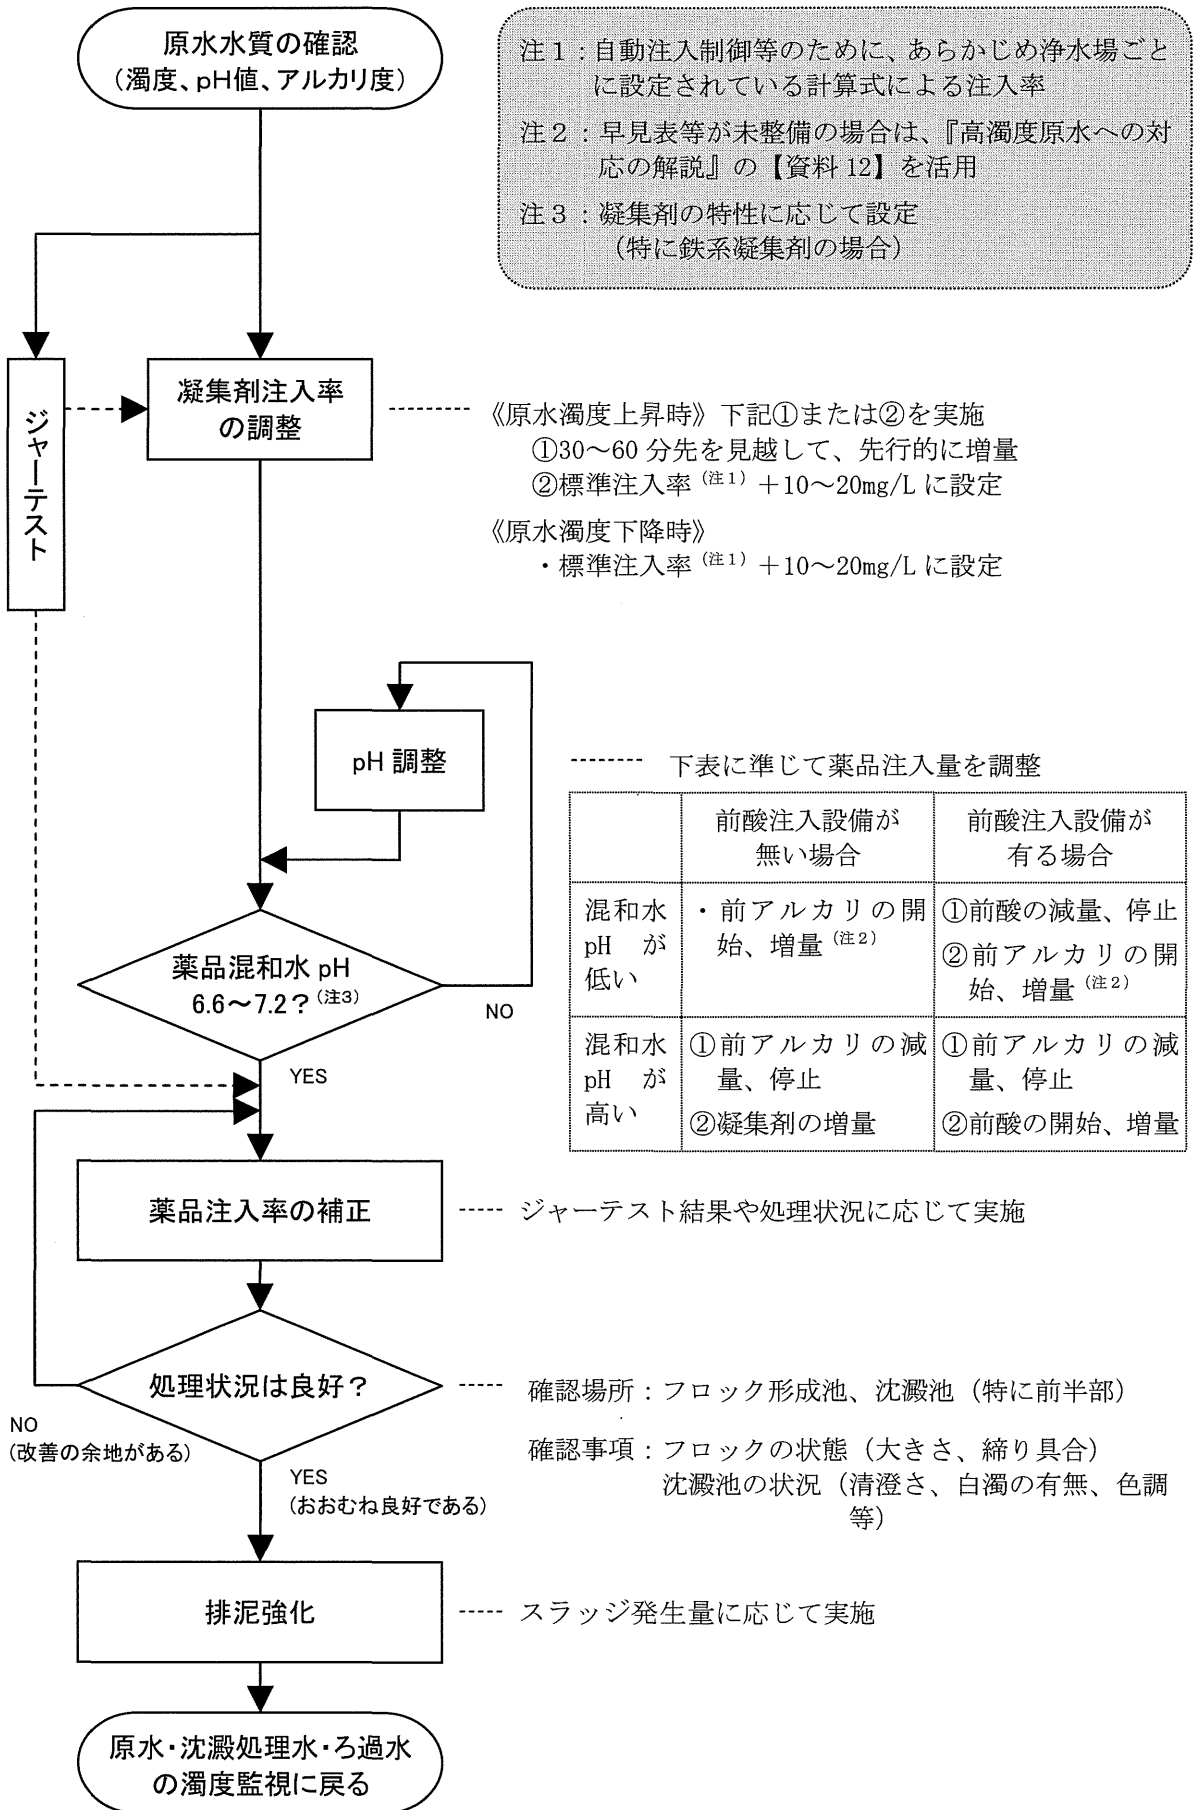 原水水質の確認
(濁度、pH値、アルカリ度)
注1：自動注入制御等のために、あらかじめ浄水場ごと
に設定されている計算式による注入率
注2：早見表等が未整備の場合は、『高濁度原水への対
応の解説』の【資料12】を活用
注3：凝集剤の特性に応じて設定
（特に鉄系凝集剤の場合）
ジャーテスト
凝集剤注入率
の調整
《原水濁度上昇時》下記①または②を実施
①30～60分先を見越して、先行的に増量
②標準注入率（注1）＋10～20mg/Lに設定
《原水濁度下降時》
・標準注入率（注1）＋10～20mg/Lに設定
pH 調整
下表に準じて薬品注入量を調整
前酸注入設備が
無い場合
前酸注入設備が
有る場合
混和水
pH が
低い
・前アルカリの開
始、増量（注2）
①前酸の減量、停止
②前アルカリの開
始、増量（注2）
混和水
pH が
高い
①前アルカリの減
量、停止
②凝集剤の増量
①前アルカリの減
量、停止
②前酸の開始、増量
薬品混和水 pH
6.6～7.2？（注3）
NO
YES
薬品注入率の補正
ジャーテスト結果や処理状況に応じて実施
処理状況は良好？
確認場所：フロック形成池、沈澱池（特に前半部）
確認事項：フロックの状態（大きさ、締り具合）
沈澱池の状況（清澄さ、白濁の有無、色調
等）
NO
(改善の余地がある)
YES
(おおむね良好である)
排泥強化
スラッジ発生量に応じて実施
原水・沈澱処理水・ろ過水
の濁度監視に戻る